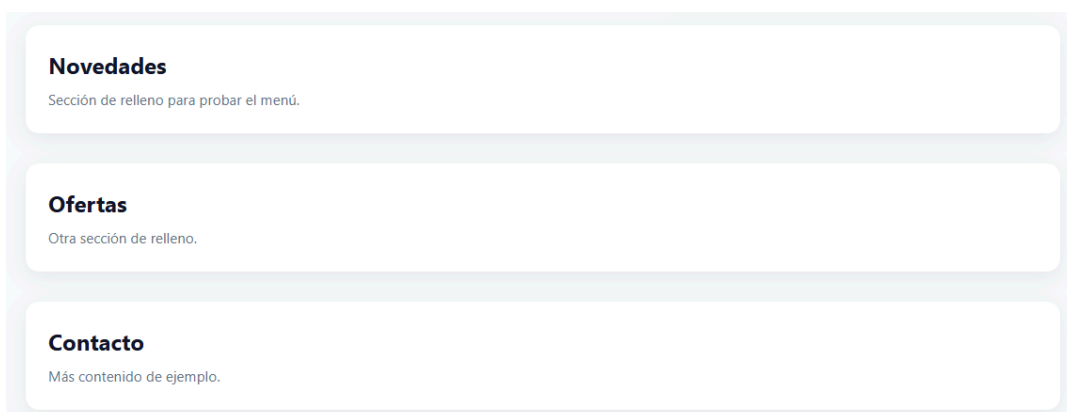 Novedades
Sección de relleno para probar el menú.
Ofertas
Otra sección de relleno.
Contacto
Más contenido de ejemplo.